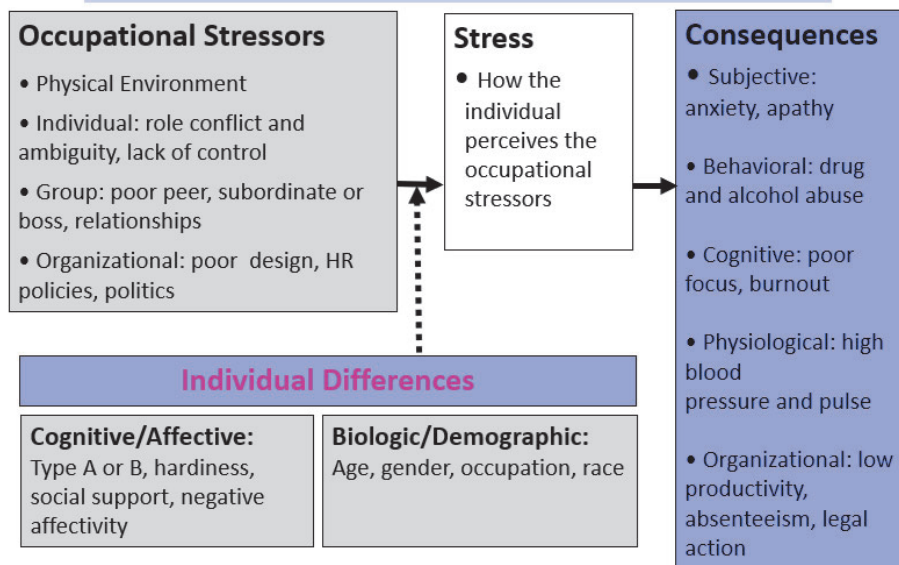 Occupational Stressors
• Physical Environment
• Individual: role conflict and
ambiguity, lack of control
• Group: poor peer, subordinate or
boss, relationships
• Organizational: poor design, HR
policies, politics
Stress
• How the
individual
perceives the
occupational
stressors
Consequences
• Subjective:
anxiety, apathy
• Behavioral: drug
and alcohol abuse
• Cognitive: poor
focus, burnout
• Physiological: high
blood
pressure and pulse
• Organizational: low
productivity,
absenteeism, legal
action
Individual Differences
Cognitive/Affective:
Type A or B, hardiness,
social support, negative
affectivity
Biologic/Demographic:
Age, gender, occupation, race